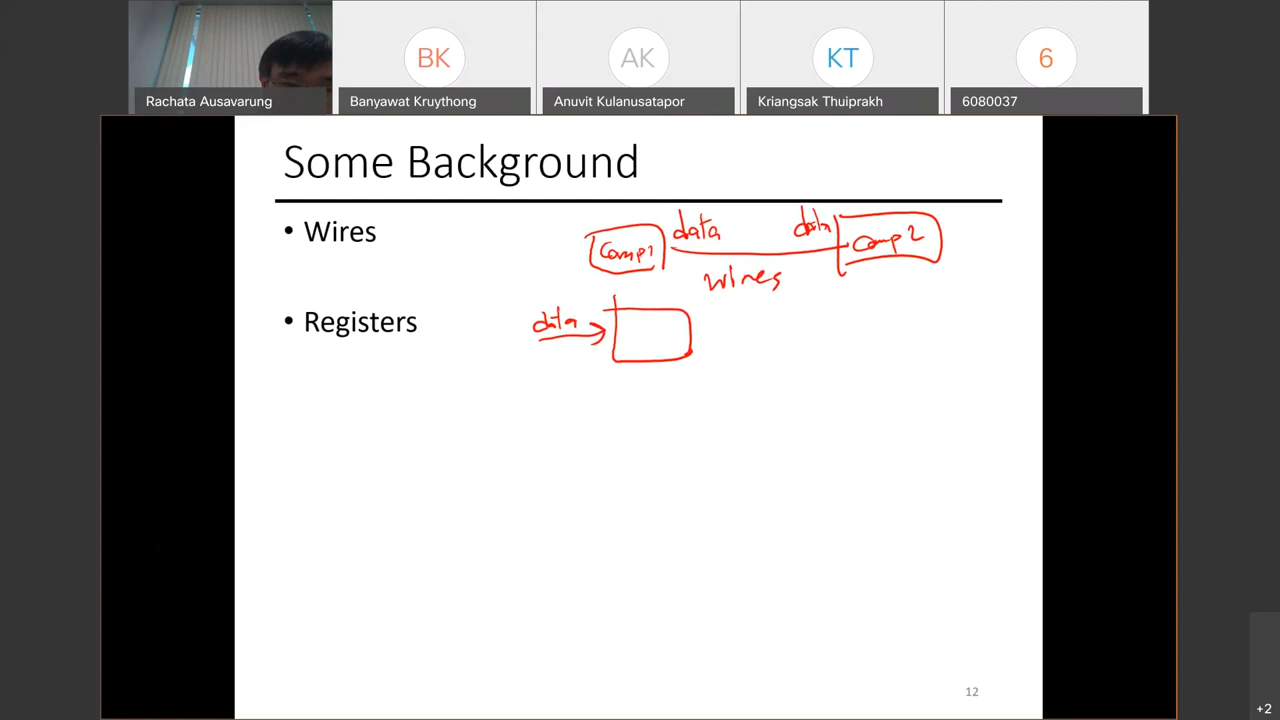 BK
AK
KT
6
Rachata Ausavarung
Banyawat Kruythong
Anuvit Kulanusatapor
Kriangsak Thuiprakh
6080037
Some Background
• Wires
Comp1 data data Comp2
wires
• Registers
data
12
+2